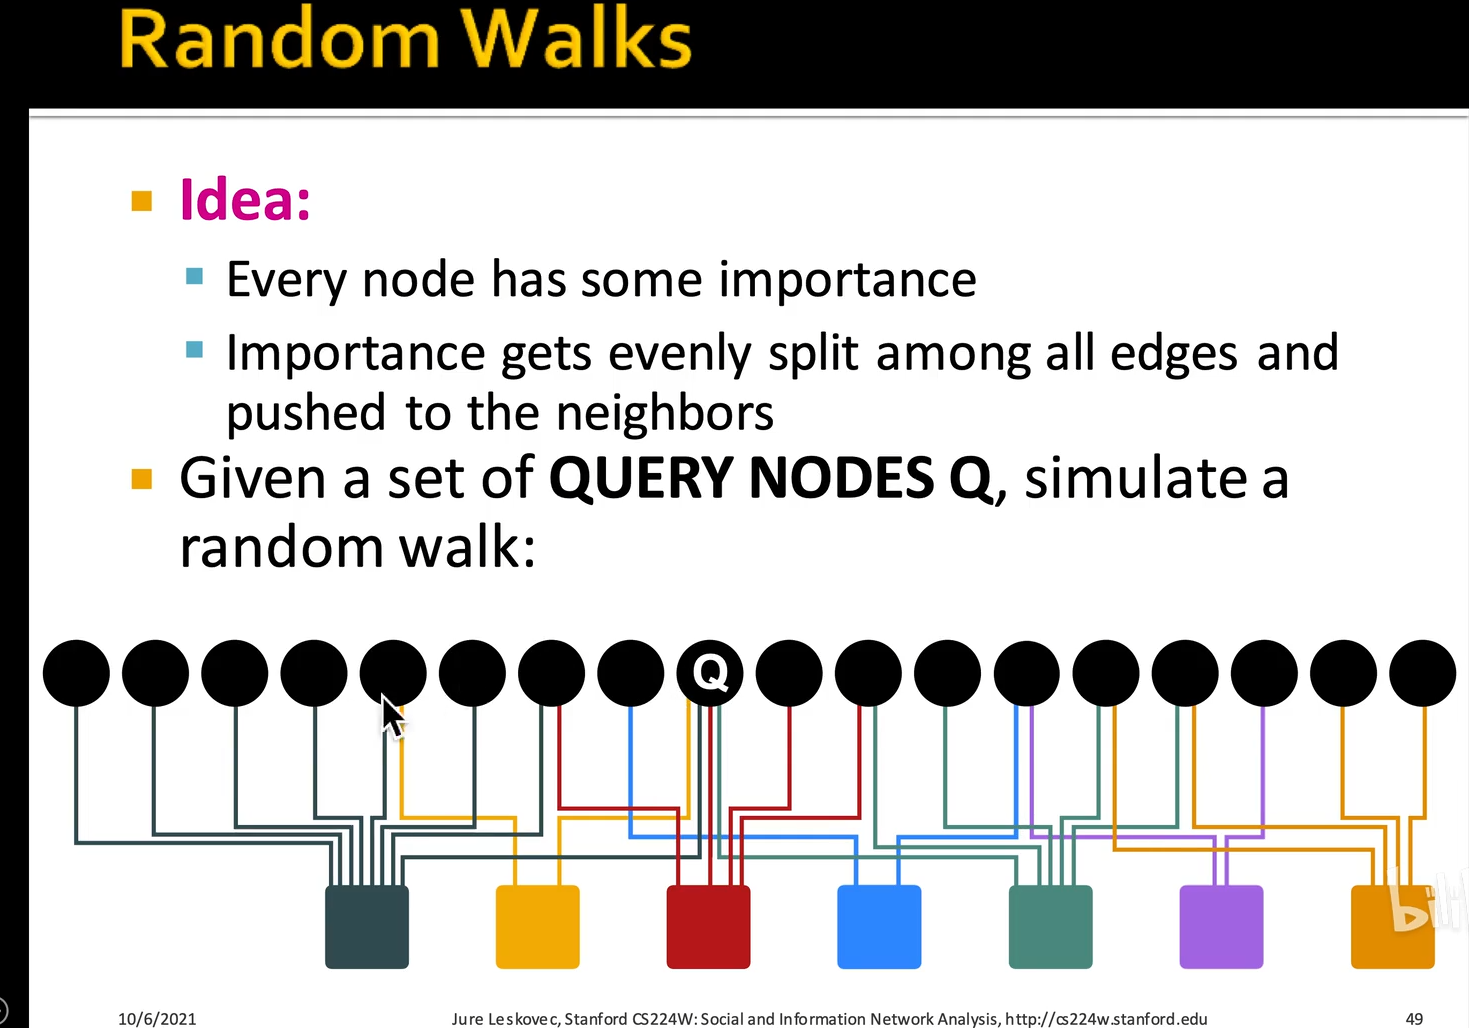 Random Walks
Idea:
Every node has some importance
Importance gets evenly split among all edges and
pushed to the neighbors
Given a set of QUERY NODES Q, simulate a
random walk:
Q
10/6/2021
Jure Leskovec, Stanford CS224W: Social and Information Network Analysis, http://cs224w.stanford.edu
49